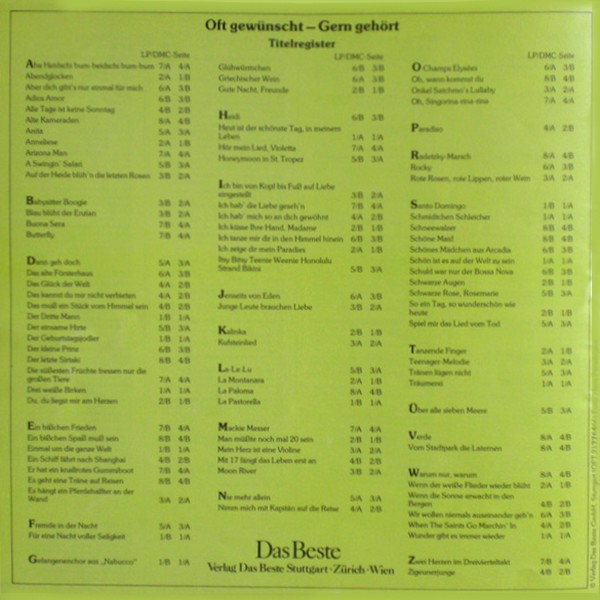 Oft gewünscht – Gern gehört
Titelregister
LP/DMC-Seite
Aba Heidschi bum-beidschi bum-bum 7/A 4/A
Abendglocken 2/A 1/B
Aber dich gibt's nur einmal für mich 6/A 3/B
Adios Amor 6/B 3/B
Alle Tage ist keine Sonntag 4/B 2/B
Alte Kameraden 8/A 4/B
Anita 5/A 3/A
Anneliese 2/A 1/B
Arizona Man 7/A 4/A
A Swingin' Safari 5/B 3/A
Auf der Heide blüh'n die letzten Rosen 3/B 2/A
Babysitter Boogie 3/B 2/A
Blau blüht der Enzian 3/B 2/A
Buona Sera 7/B 4/A
Butterfly 7/B 4/A
Dann geh doch 5/A 3/A
Das alte Försterhaus 6/A 3/B
Das Glück der Welt 4/A 2/B
Das kannst du mir nicht verbieten 4/A 2/B
Das muß ein Stück vom Himmel sein 4/B 2/B
Der Dritte Mann 1/B 1/A
Der einsame Hirte 5/B 3/A
Der Geburtstagsjodler 1/B 1/A
Der kleine Prinz 6/B 3/B
Der letzte Sirtaki 8/B 4/B
Die süßesten Früchte fressen nur die
großen Tiere 7/A 4/A
Drei weiße Birken 1/A 1/A
Du, du liegst mir am Herzen 2/B 1/B
Ein bißchen Frieden 7/B 4/A
Ein bißchen Spaß muß sein 8/B 4/B
Einmal um die ganze Welt 1/B 1/A
Ein Schiff fährt nach Shanghai 4/B 2/B
Er hat ein knallrotes Gummiboot 7/B 4/A
Es geht eine Träne auf Reisen 8/B 4/B
Es hängt ein Pferdehalfter an der
Wand 3/A 2/A
Fremde in der Nacht 5/A 3/A
Für eine Nacht voller Seligkeit 1/B 1/A
Gefangenenchor aus „Nabucco" 1/B 1/A
LP/DMC-Seite
Glühwürmchen 6/B 3/B
Griechischer Wein 6/A 3/B
Gute Nacht, Freunde 2/B 1/B
Heidi 6/B 3/B
Heut ist der schönste Tag, in meinem
Leben 1/A 1/A
Hör mein Lied, Violetta 7/A 4/A
Honeymoon in St. Tropez 5/B 3/A
Ich bin von Kopf bis Fuß auf Liebe
eingestellt 3/B 2/A
Ich hab' die Liebe geseh'n 7/B 4/A
Ich hab' mich so an dich gewöhnt 4/A 2/B
Ich küsse Ihre Hand, Madame 2/B 1/B
Ich tanze mit dir in den Himmel hinein 6/B 3/B
Ich zeige dir mein Paradies 2/A 1/B
Itsy Bitsy Teenie Weenie Honolulu
Strand Bikini 5/B 3/A
Jenseits von Eden 6/A 3/B
Junge Leute brauchen Liebe 3/B 2/A
Kalinka 2/B 1/B
Kufsteinlied 3/A 2/A
La-Le-Lu 5/B 3/A
La Montanara 2/A 1/B
La Paloma 8/A 4/B
La Pastorella 1/B 1/A
Mackie Messer 7/A 4/A
Man müßte noch mal 20 sein 2/B 1/B
Mein Herz ist eine Violine 3/A 2/A
Mit 17 fängt das Leben erst an 4/B 2/B
Moon River 3/B 2/A
Nie mehr allein 5/A 3/A
Nimm mich mit Kapitän auf die Reise 4/A 2/B
LP/DMC-Seite
O Champs Elysées 6/A 3/B
Oh, wann kommst du 8/B 4/B
Onkel Satchmo's Lullaby 3/A 2/A
Oh, Singorina-rina-rina 7/A 4/A
Paradiso 4/A 2/B
Radetzky-Marsch 8/A 4/B
Rocky 6/A 3/B
Rote Rosen, rote Lippen, roter Wein 3/A 2/A
Santo Domingo 1/B 1/A
Schmidtchen Schleicher 1/A 1/A
Schneewalzer 8/B 4/B
Schöne Maid 8/B 4/B
Schönes Mädchen aus Arcadia 6/B 3/B
Schön ist es auf der Welt zu sein 1/A 1/A
Schuld war nur der Bossa Nova 6/B 3/B
Schwarze Augen 2/B 1/B
Schwarze Rose, Rosemarie 5/B 3/A
So ein Tag, so wunderschön wie
heute 2/B 1/B
Spiel mir das Lied vom Tod 5/A 3/A
Tanzende Finger 2/A 1/B
Teenager-Melodie 3/A 2/A
Tränen lügen nicht 5/A 3/A
Träumerei 1/A 1/A
Über alle sieben Meere 5/B 3/A
Verde 8/A 4/B
Vorm Stadtpark die Laternen 8/A 4/B
Warum nur, warum 8/A 4/B
Wenn der weiße Flieder wieder blüht 2/A 1/B
Wenn die Sonne erwacht in den
Bergen 4/B 2/B
Wir wollen niemals auseinander geh'n 6/A 3/B
When The Saints Go Marchin' In 4/A 2/B
Wunder gibt es immer wieder 1/A 1/A
Zwei Herzen im Dreivierteltakt 7/B 4/A
Zigeunerjunge 4/B 2/B
Das Beste
Verlag Das Beste Stuttgart · Zürich · Wien
© Verlag Das Beste GmbH, Stuttgart